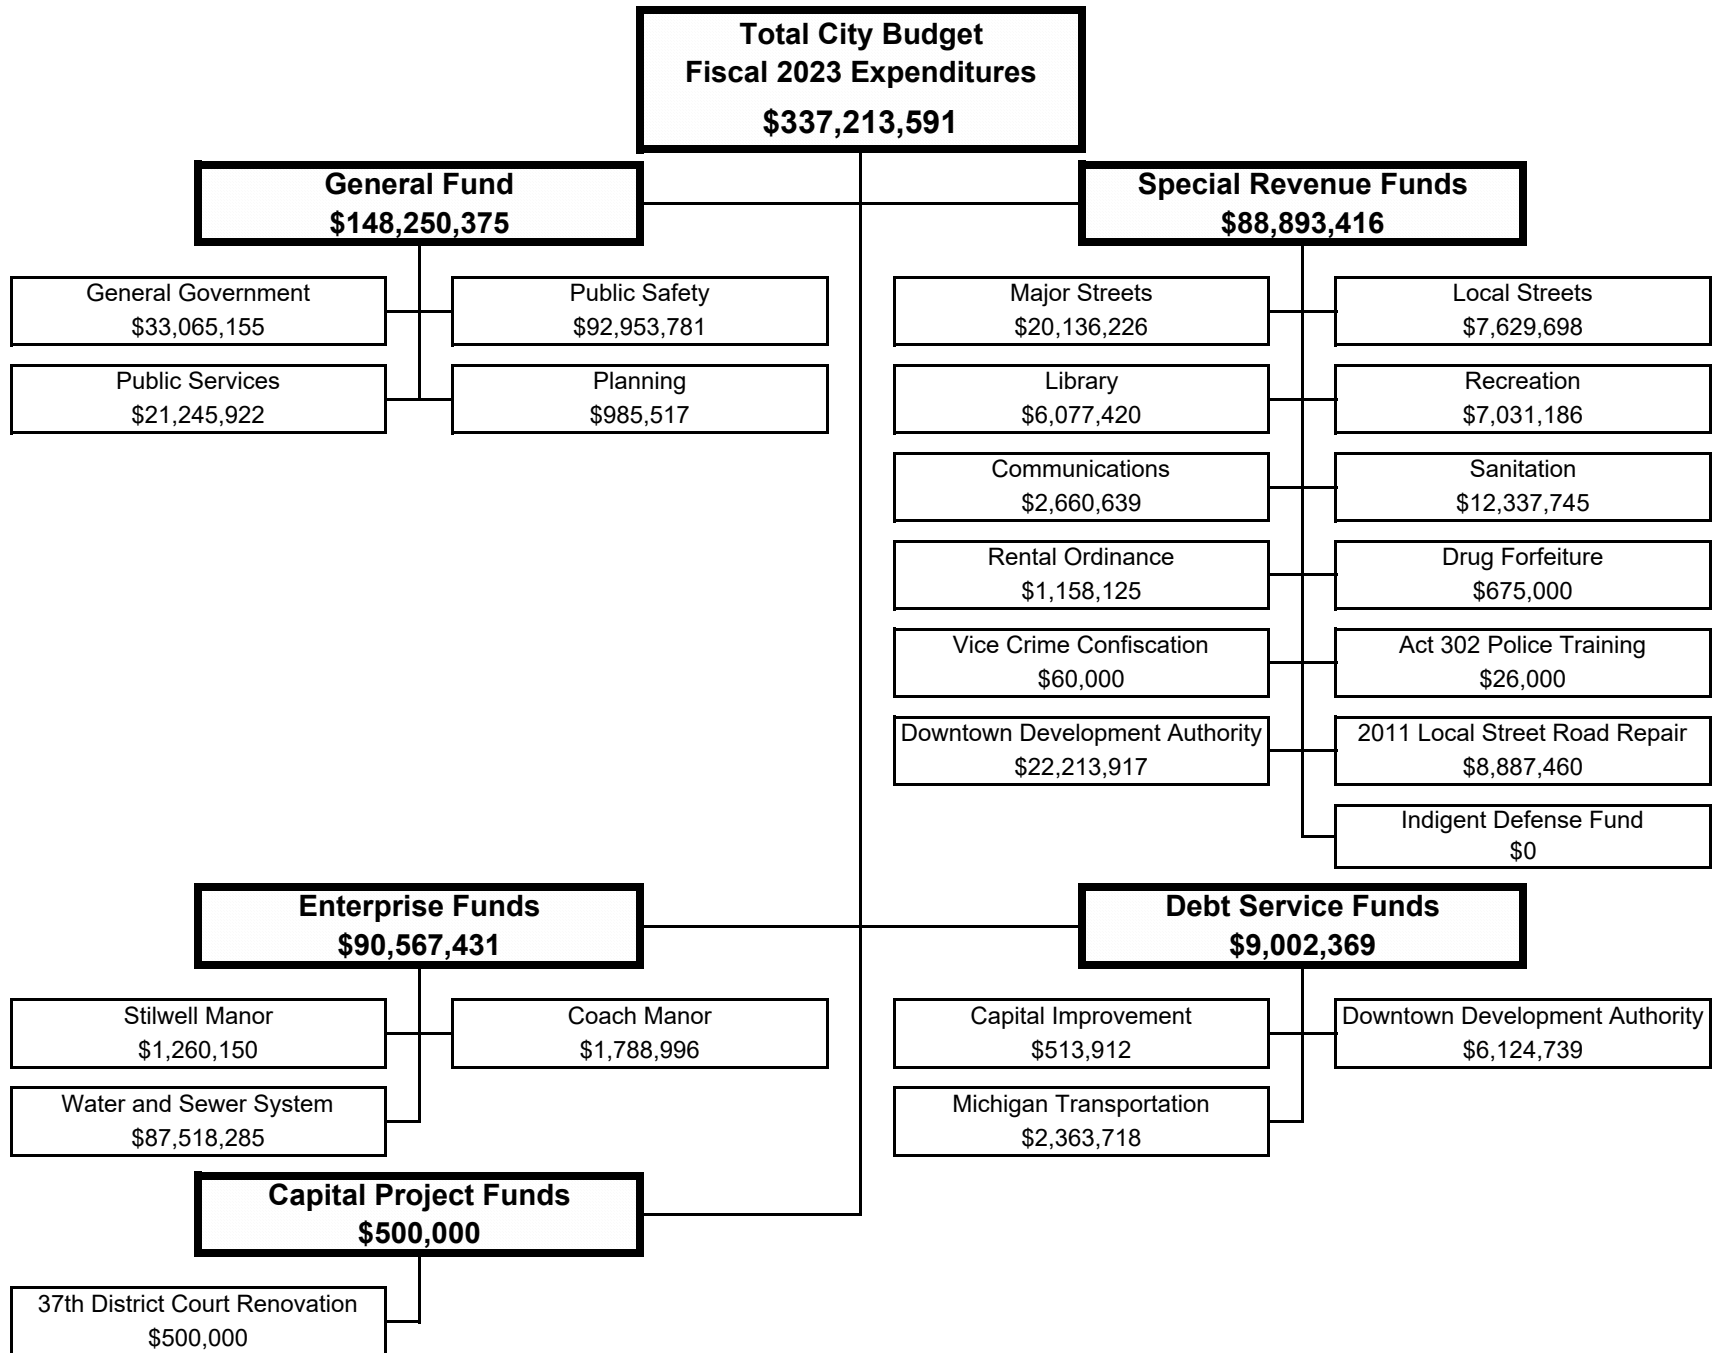 Total City Budget
Fiscal 2023 Expenditures
$337,213,591
General Fund
$148,250,375
Special Revenue Funds
$88,893,416
General Government
$33,065,155
Public Safety
$92,953,781
Public Services
$21,245,922
Planning
$985,517
Major Streets
$20,136,226
Local Streets
$7,629,698
Library
$6,077,420
Recreation
$7,031,186
Communications
$2,660,639
Sanitation
$12,337,745
Rental Ordinance
$1,158,125
Drug Forfeiture
$675,000
Vice Crime Confiscation
$60,000
Act 302 Police Training
$26,000
Downtown Development Authority
$22,213,917
2011 Local Street Road Repair
$8,887,460
Indigent Defense Fund
$0
Enterprise Funds
$90,567,431
Debt Service Funds
$9,002,369
Stilwell Manor
$1,260,150
Coach Manor
$1,788,996
Water and Sewer System
$87,518,285
Capital Improvement
$513,912
Downtown Development Authority
$6,124,739
Michigan Transportation
$2,363,718
Capital Project Funds
$500,000
37th District Court Renovation
$500,000